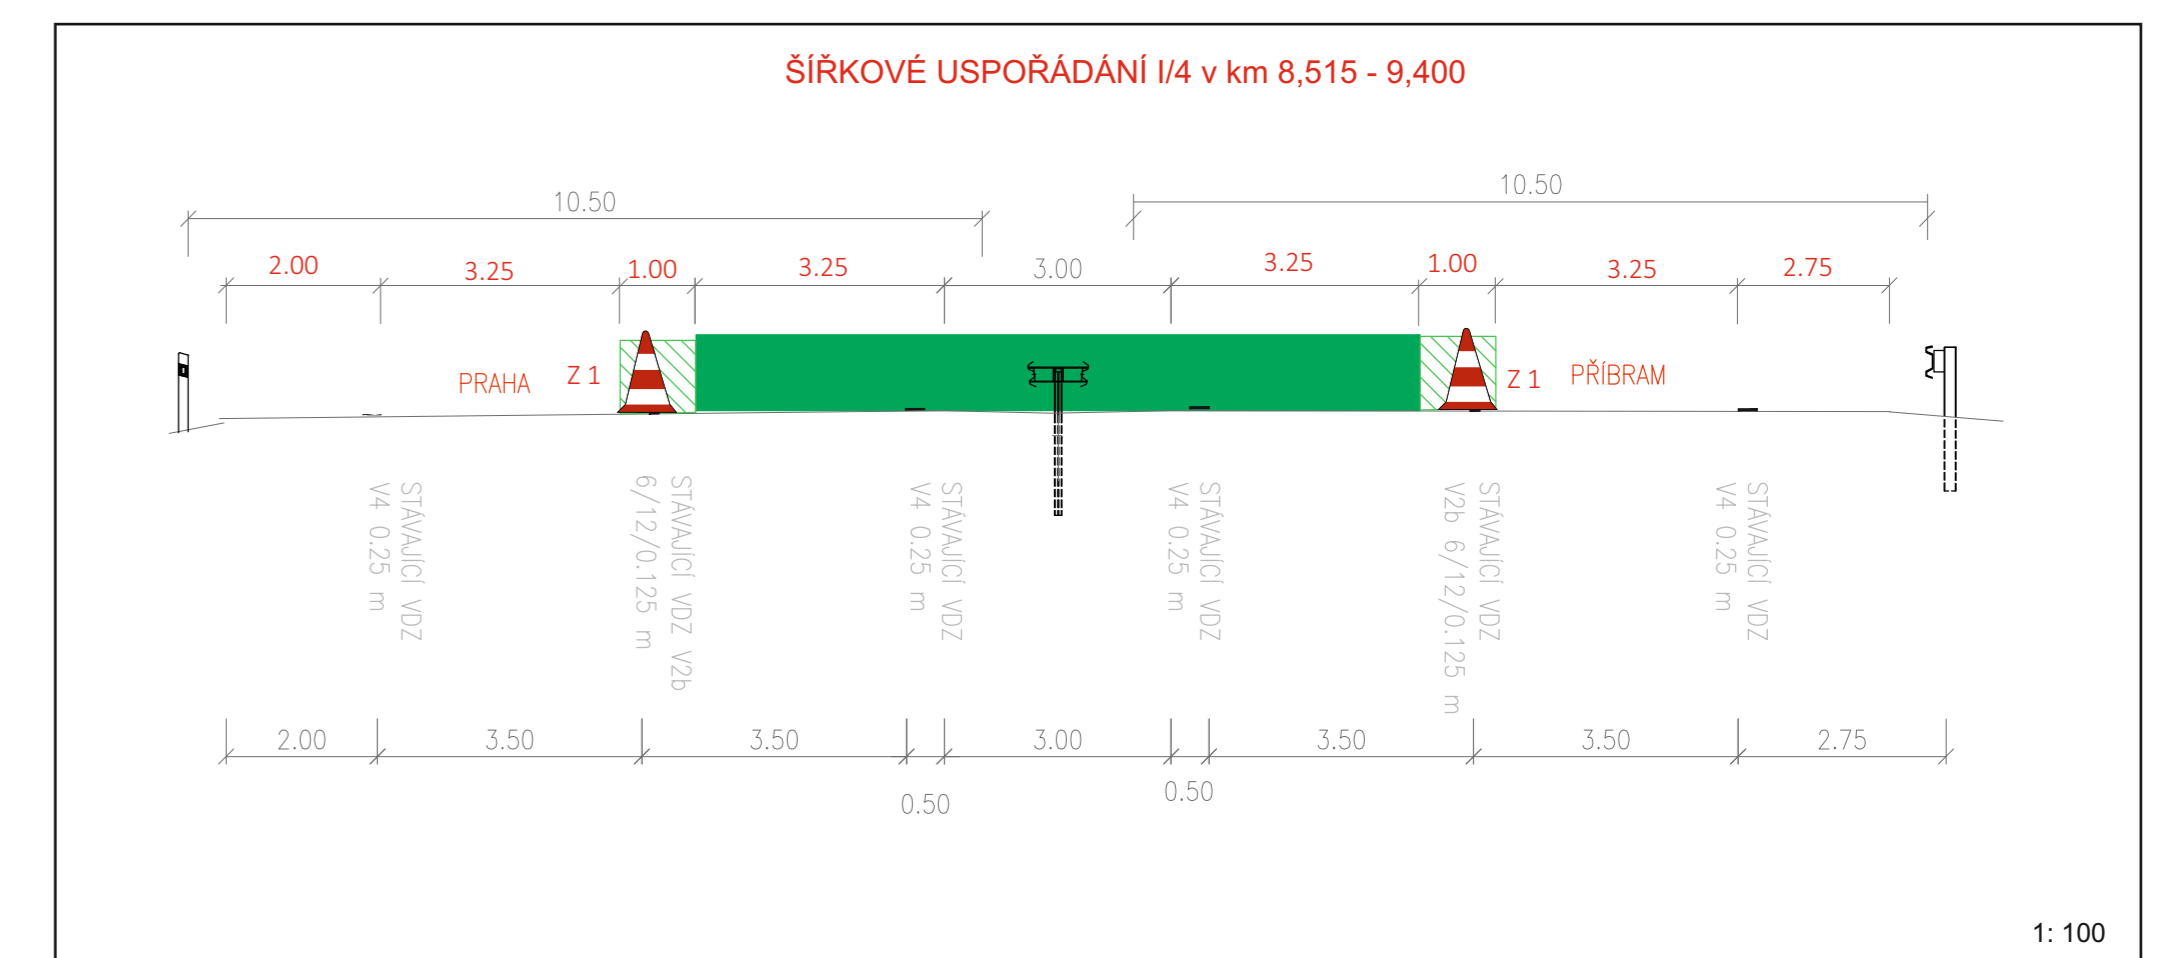 ŠÍŘKOVÉ USPOŘÁDÁNÍ I/4 v km 8,515 - 9,400
10.50
10.50
2.00
3.25
1.00
3.25
3.00
3.25
1.00
3.25
2.75
PRAHA
Z 1
Z 1
PŘÍBRAM
STÁVAJÍCÍ VDZ
V4 0.25 m
STÁVAJÍCÍ VDZ V2b
6/12/0.125 m
STÁVAJÍCÍ VDZ
V4 0.25 m
STÁVAJÍCÍ VDZ
V4 0.25 m
STÁVAJÍCÍ VDZ
V2b 6/12/0.125 m
STÁVAJÍCÍ VDZ
V4 0.25 m
2.00
3.50
3.50
3.00
3.50
3.50
2.75
0.50
0.50
1: 100